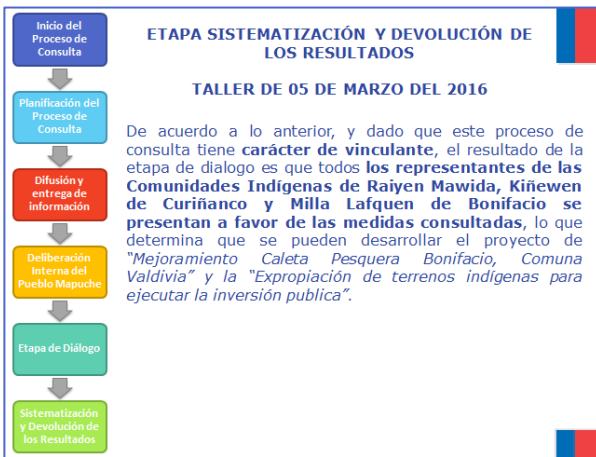 Inicio del
Proceso de
Consulta
Planificación del
Proceso de
Consulta
Difusión y
entrega de
información
Deliberación
Interna del
Pueblo Mapuche
Etapa de Diálogo
Sistematización
y Devolución de
los Resultados
ETAPA SISTEMATIZACIÓN Y DEVOLUCIÓN DE
LOS RESULTADOS
TALLER DE 05 DE MARZO DEL 2016
De acuerdo a lo anterior, y dado que este proceso de
consulta tiene carácter de vinculante, el resultado de la
etapa de dialogo es que todos los representantes de las
Comunidades Indígenas de Raiyen Mawida, Kiñewen
de Curiñanco y Milla Lafquen de Bonifacio se
presentan a favor de las medidas consultadas, lo que
determina que se pueden desarrollar el proyecto de
“Mejoramiento Caleta Pesquera Bonifacio, Comuna
Valdivia” y la “Expropiación de terrenos indígenas para
ejecutar la inversión publica”.